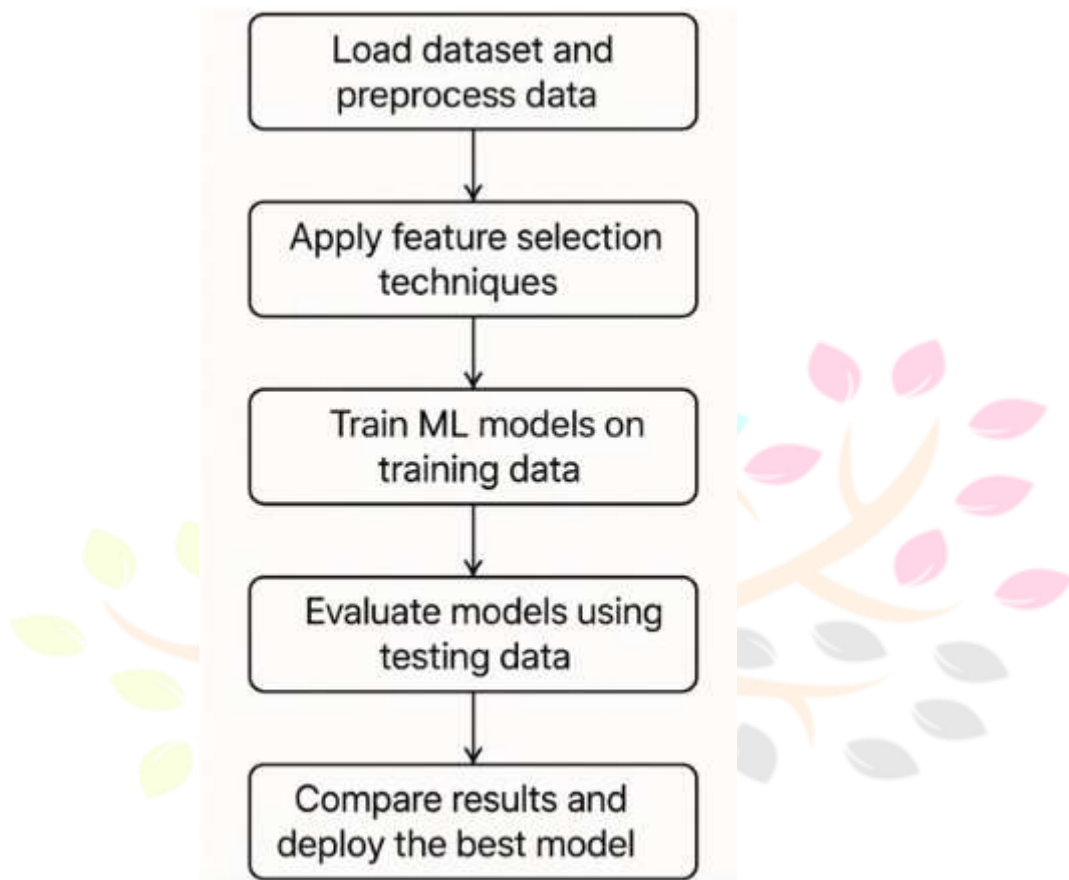 Load dataset and
preprocess data
Apply feature selection
techniques
Train ML models on
training data
Evaluate models using
testing data
Compare results and
deploy the best model